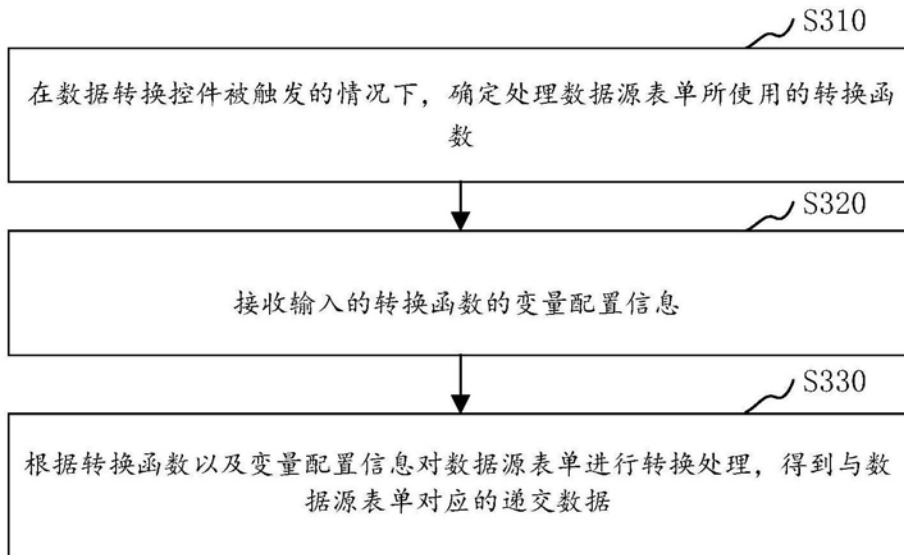 S310
在数据转换控件被触发的情况下，确定处理数据源表单所使用的转换函
数
S320
接收输入的转换函数的变量配置信息
S330
根据转换函数以及变量配置信息对数据源表单进行转换处理，得到与数
据源表单对应的递交数据